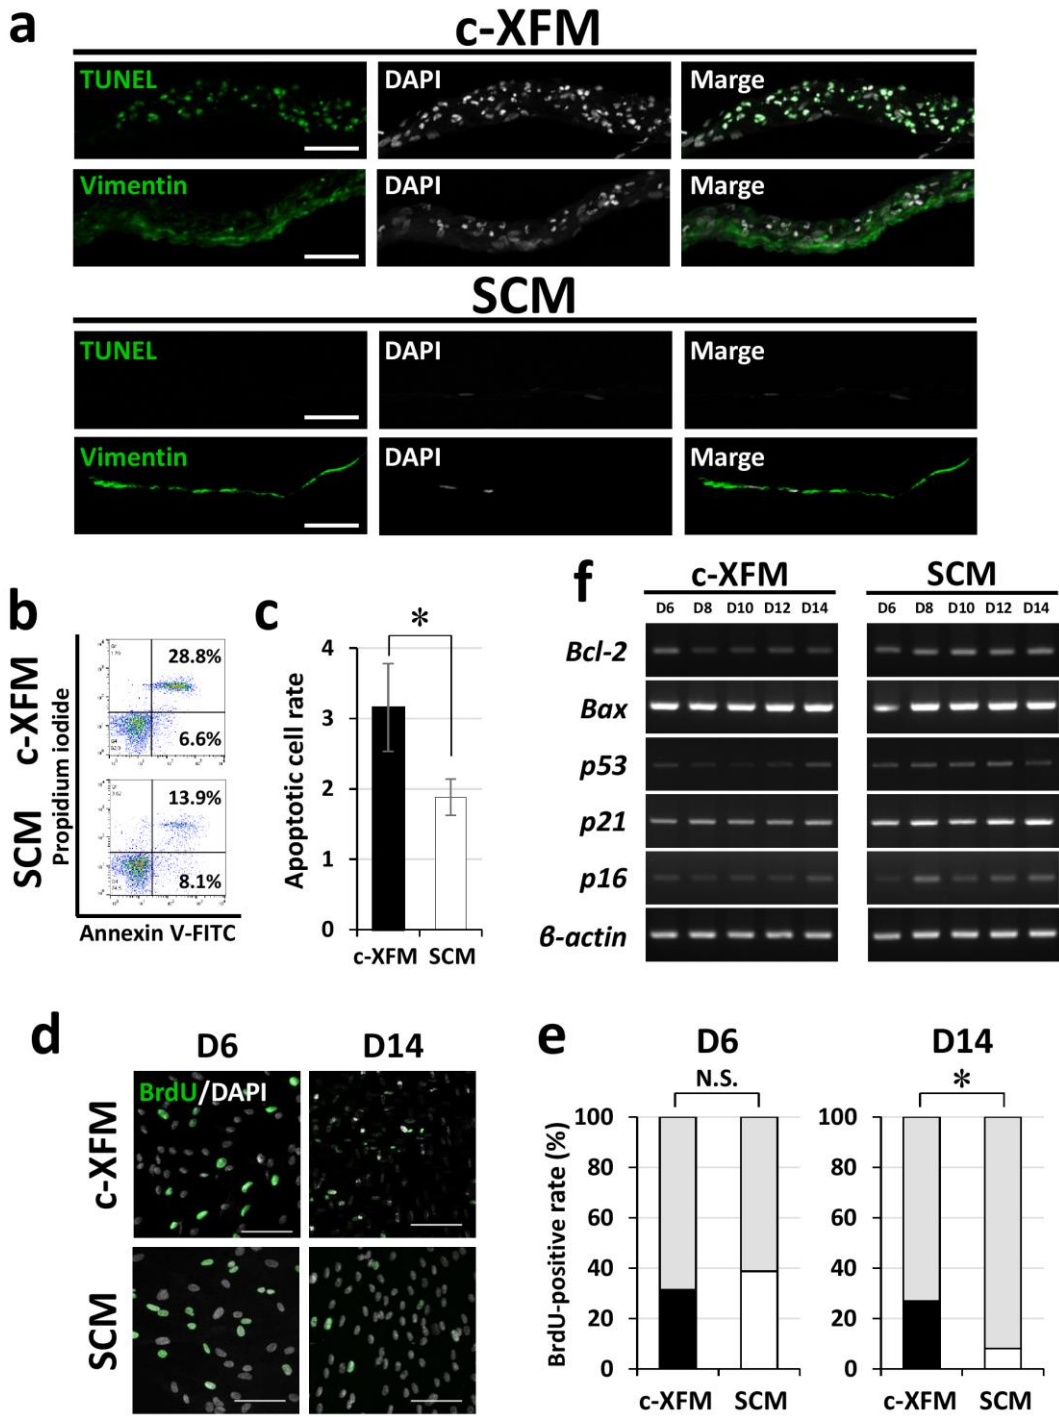 a
c-XFM
TUNEL DAPI Marge
Vimentin DAPI Marge
SCM
TUNEL DAPI Marge
Vimentin DAPI Marge
b
c-XFM
SCM
Propidium iodide
28.8%
6.6%
13.9%
8.1%
Annexin V-FITC
c
*
Apoptotic cell rate
4
3
2
1
0
c-XFM SCM
f
c-XFM SCM
D6 D8 D10 D12 D14 D6 D8 D10 D12 D14
Bcl-2
Bax
p53
p21
p16
β-actin
d
D6 D14
BrdU/DAPI
c-XFM
SCM
e
D6 D14
N.S. *
BrdU-positive rate (%)
100 100
80 80
60 60
40 40
20 20
0 0
c-XFM SCM c-XFM SCM